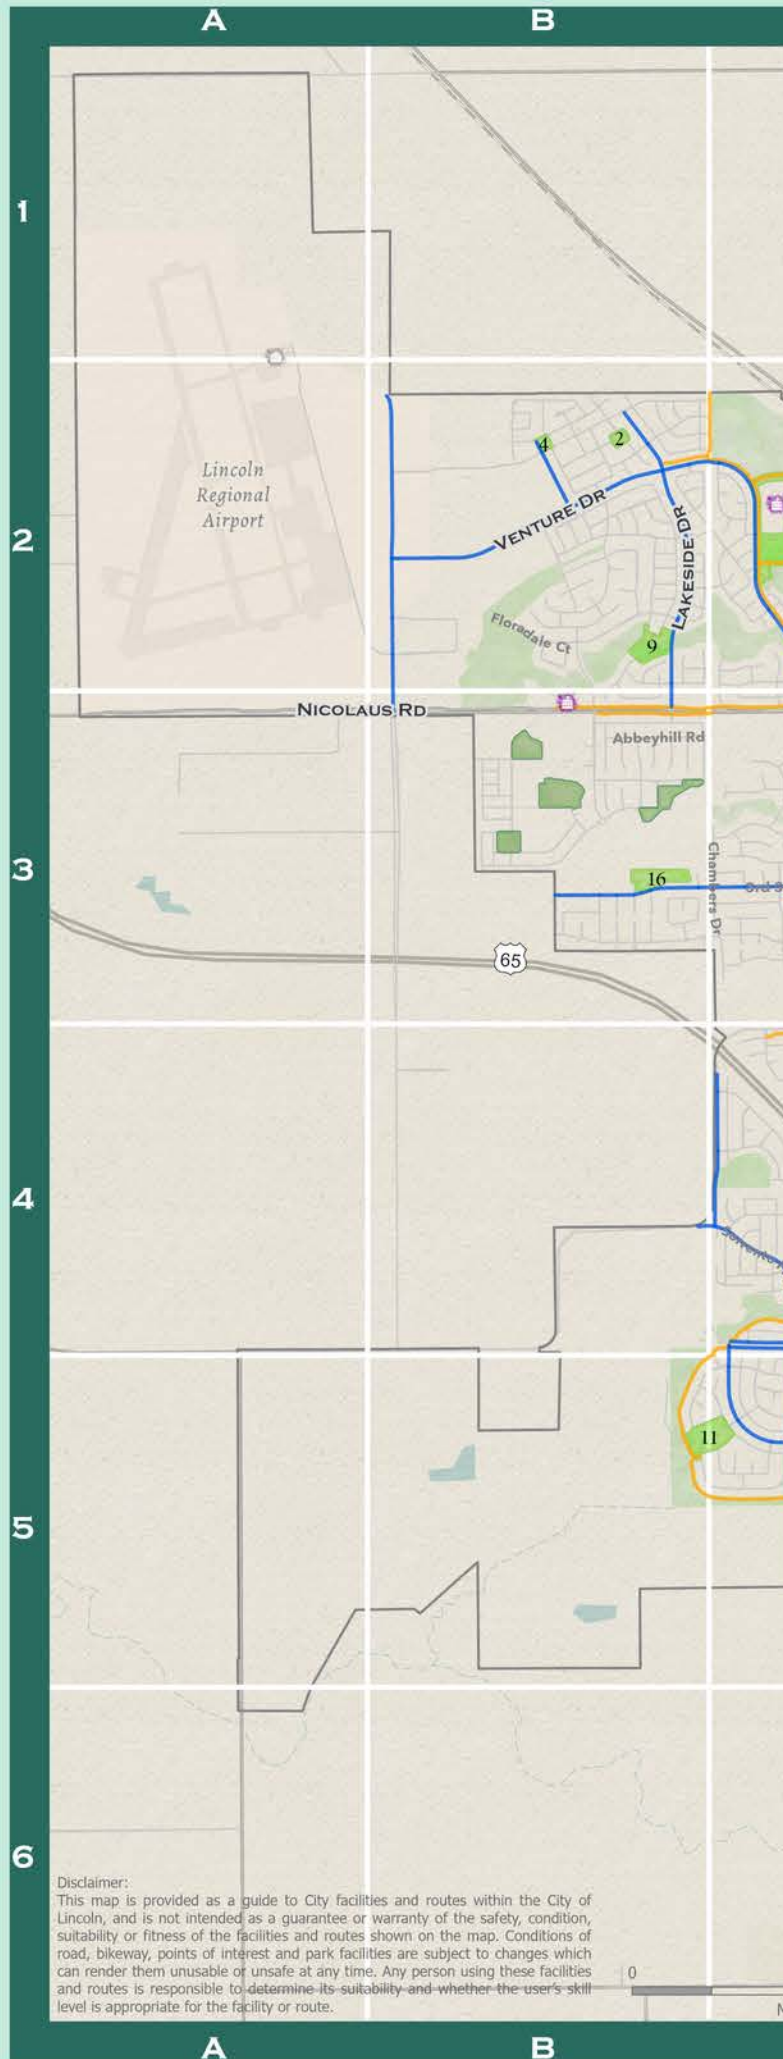 A
B
1
4
2
Lincoln
Regional
Airport
VENTURE DR
2
LAKESIDE DR
Floradale Ct
9
NICOLAUS RD
Abbeyhill Rd
3
16
Chambers Dr
3rd S
65
4
11
5
6
Disclaimer:
This map is provided as a guide to City facilities and routes within the City of
Lincoln, and is not intended as a guarantee or warranty of the safety, condition,
suitability or fitness of the facilities and routes shown on the map. Conditions of
road, bikeway, points of interest and park facilities are subject to changes which
can render them unusable or unsafe at any time. Any person using these facilities
and routes is responsible to determine its suitability and whether the user's skill
level is appropriate for the facility or route.
0
M
A
B